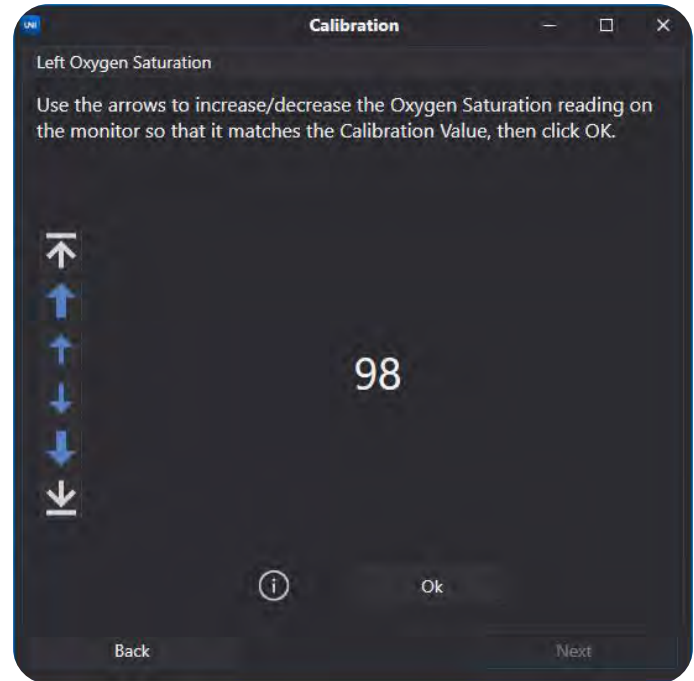 UNI
Calibration
Left Oxygen Saturation
Use the arrows to increase/decrease the Oxygen Saturation reading on
the monitor so that it matches the Calibration Value, then click OK.
98
Ok
Back
Next